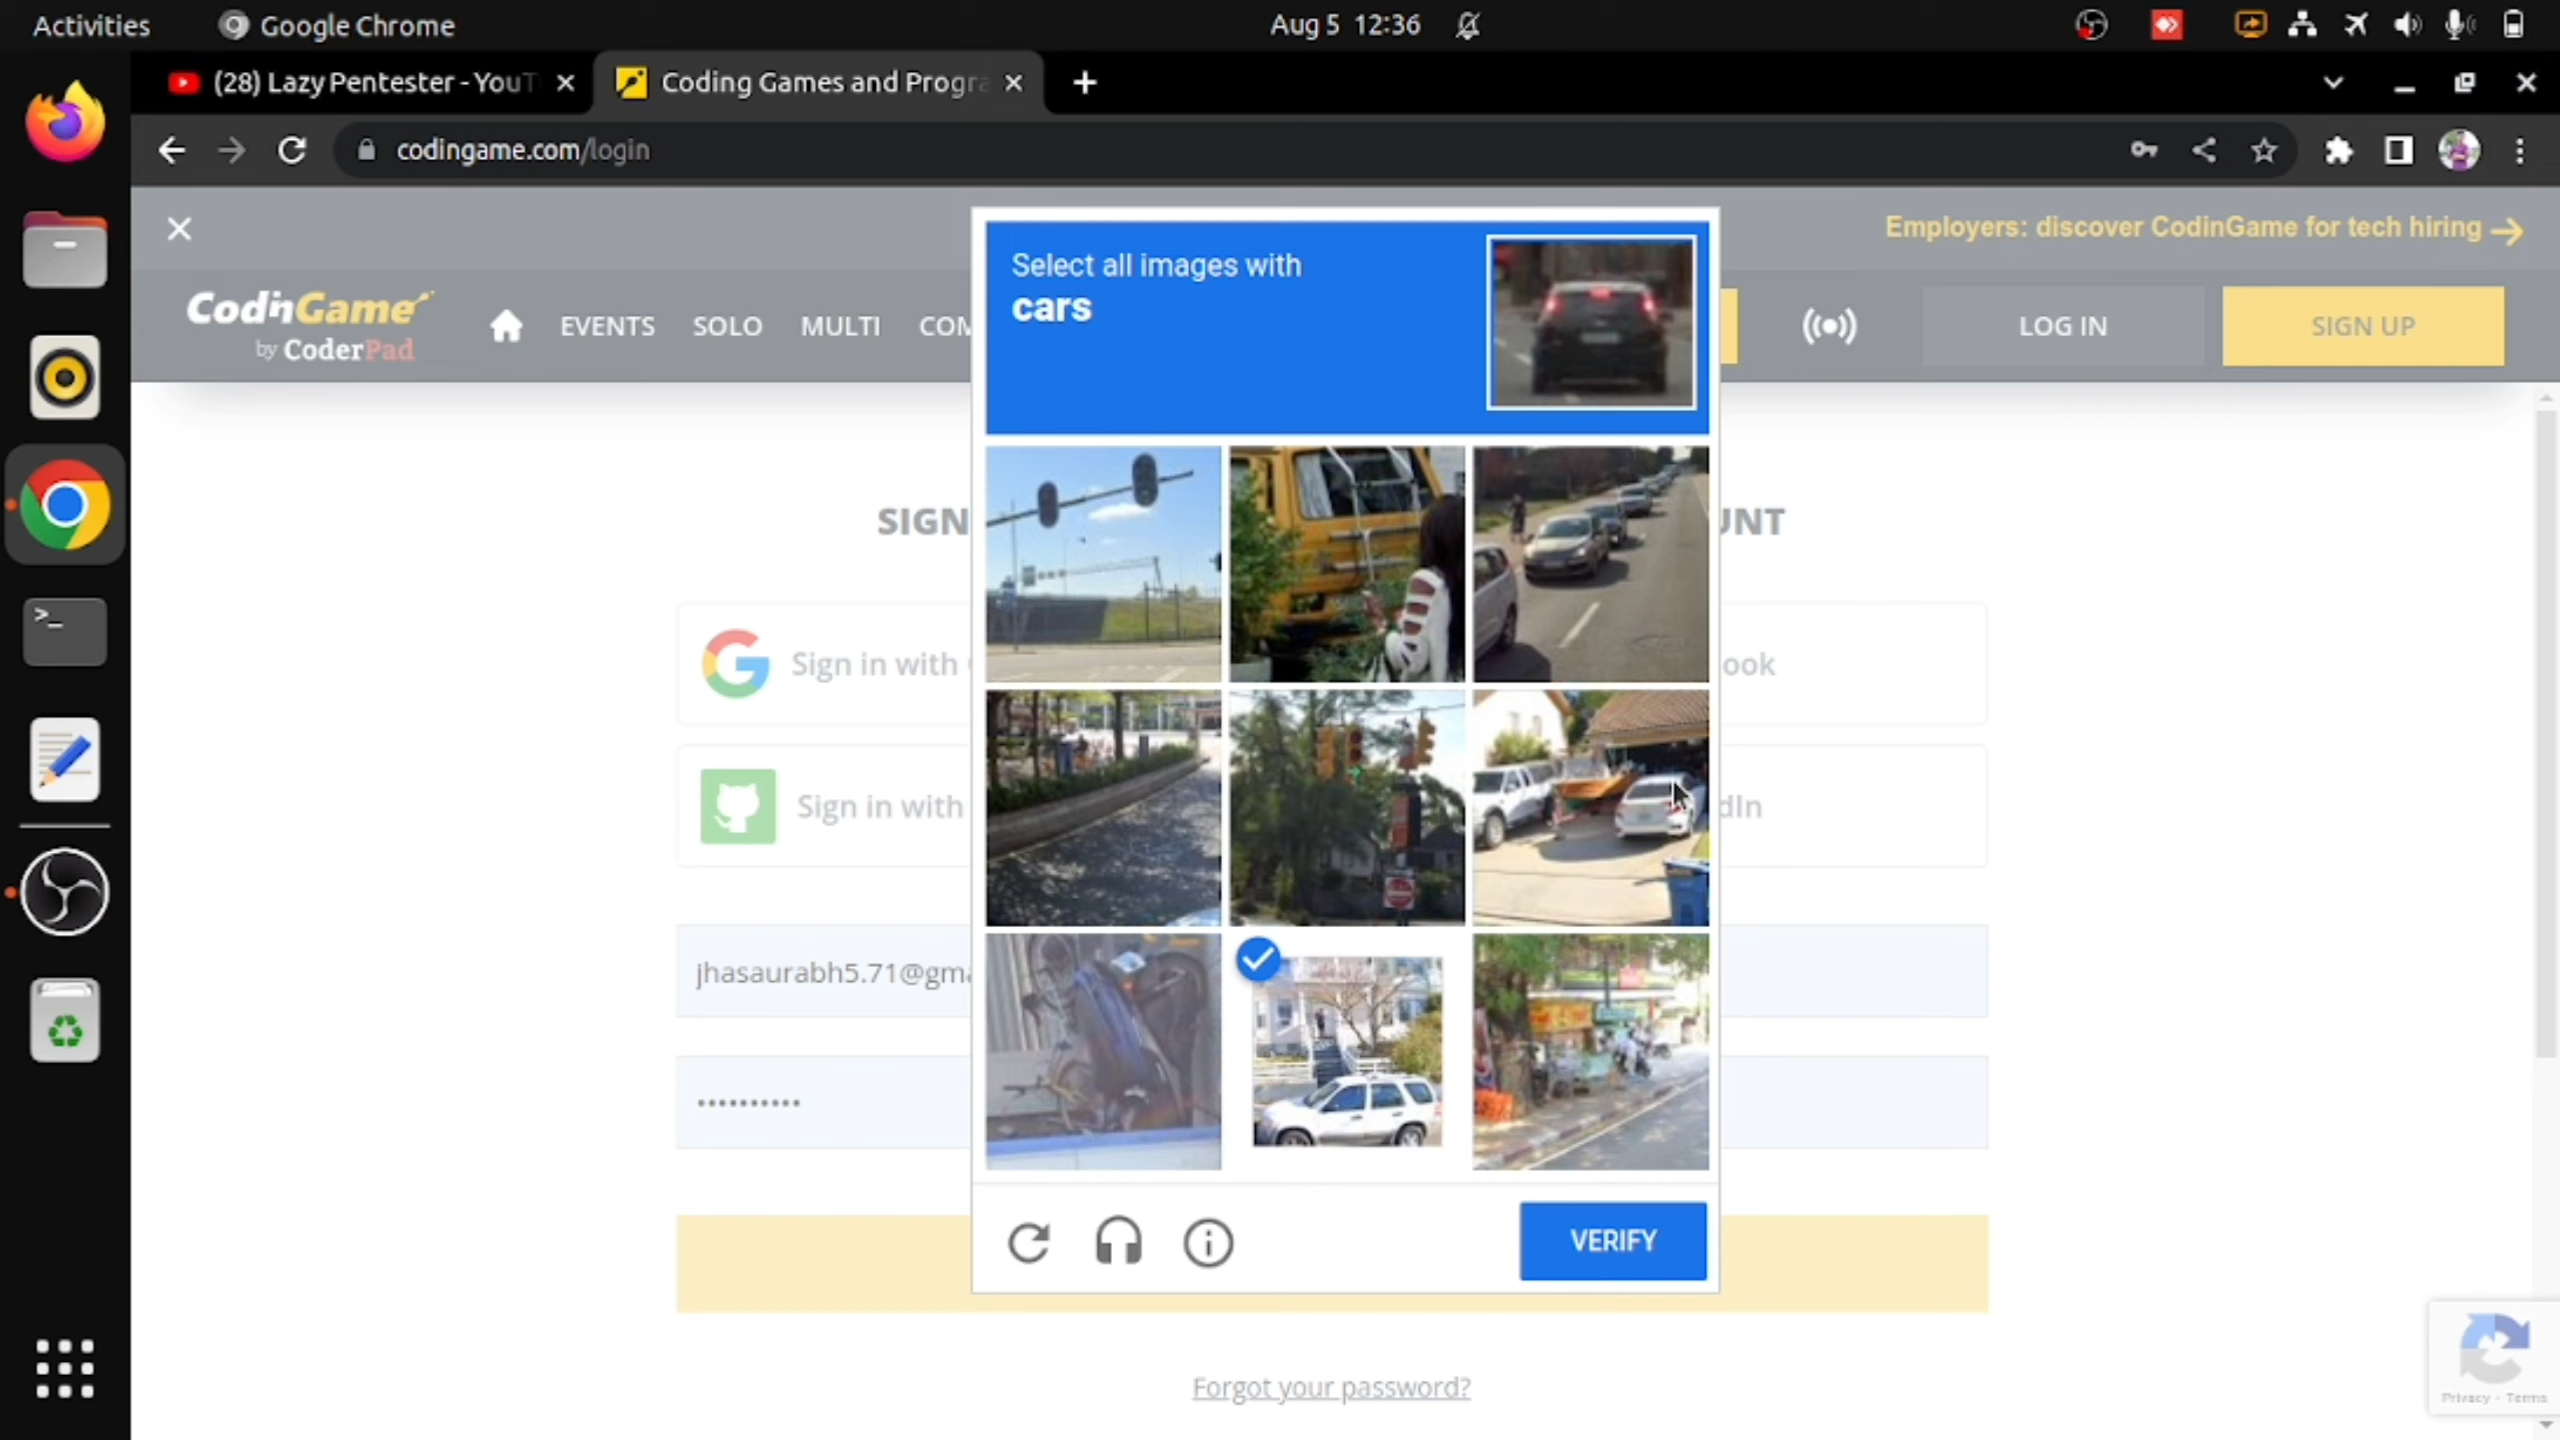 Activities
Google Chrome
Aug 5 12:36
(28) Lazy Pentester - YouT
Coding Games and Progra
codingame.com/login
Employers: discover CodinGame for tech hiring
CodinGame
by CoderPad
EVENTS
SOLO
MULTI
COM
LOG IN
SIGN UP
Select all images with
cars
SIGN
UNT
Sign in with
ook
Sign in with
dIn
jhasaurabh5.71@gma
VERIFY
Forgot your password?
Privacy - Terms